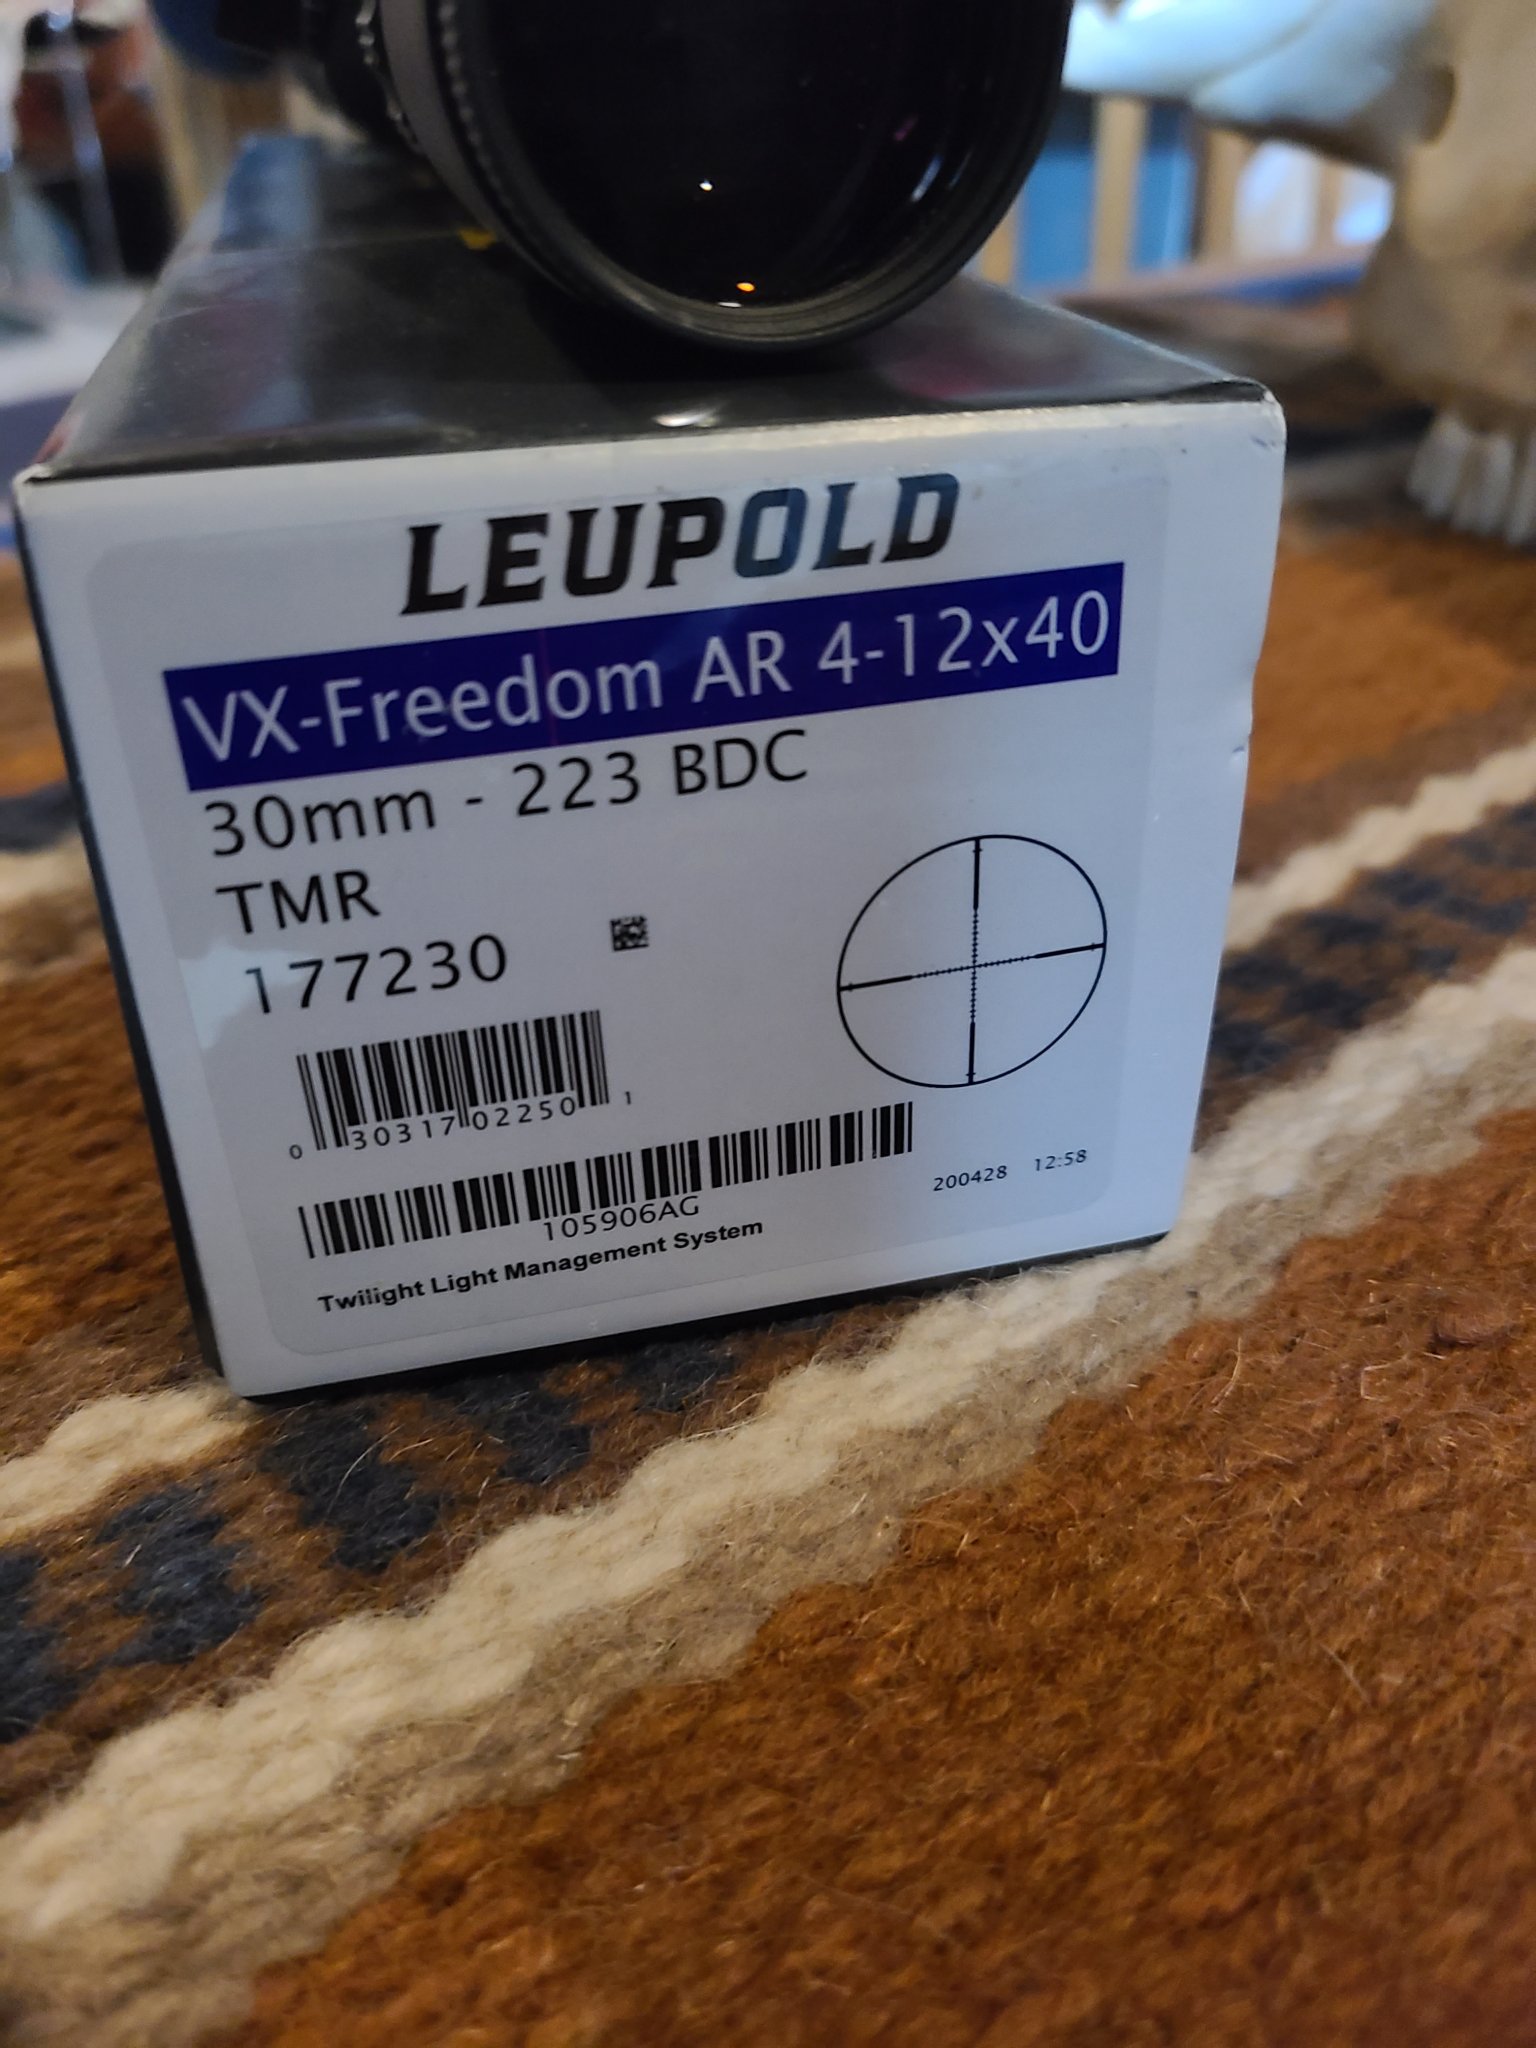 LEUPOLD
VX-Freedom AR 4-12x40
30mm - 223 BDC
TMR
177230
0 30317 02250 1
105906AG
200428 12:58
Twilight Light Management System